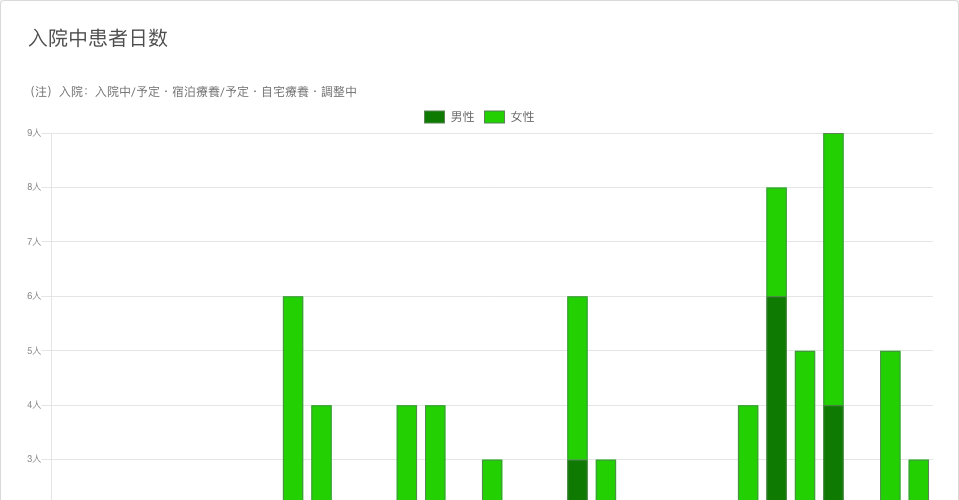 入院中患者日数
（注）入院：入院中/予定・宿泊療養/予定・自宅療養・調整中
男性 女性
9人
8人
7人
6人
5人
4人
3人